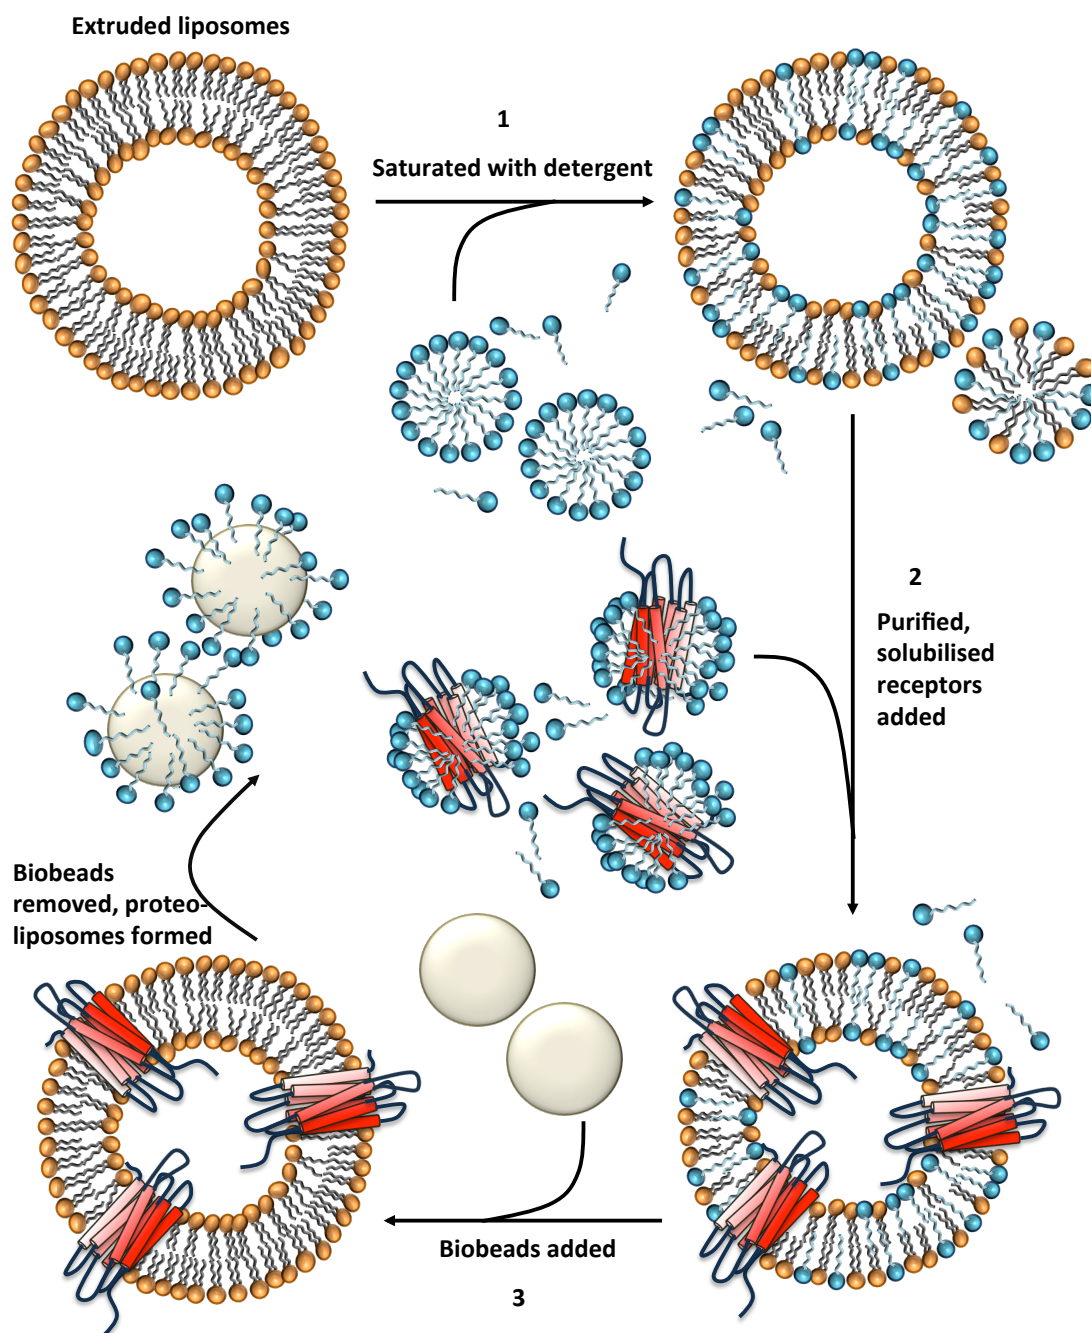 Extruded liposomes
1
Saturated with detergent
2
Purified,
solubilised
receptors
added
Biobeads
removed, proteo-
liposomes formed
Biobeads added
3